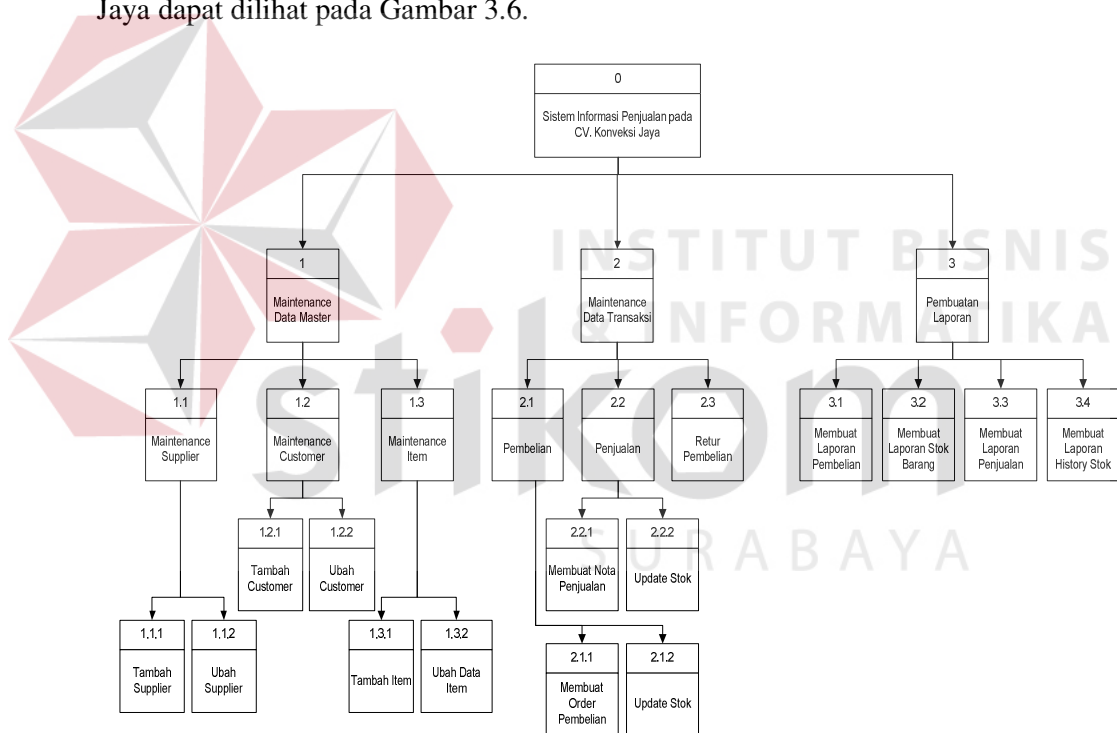 Jaya dapat dilihat pada Gambar 3.6.
0
Sistem Informasi Penjualan pada
CV. Konveksi Jaya
1
Maintenance
Data Master
2
Maintenance
Data Transaksi
3
Pembuatan
Laporan
1.1
Maintenance
Supplier
1.2
Maintenance
Customer
1.3
Maintenance
Item
2.1
Pembelian
2.2
Penjualan
2.3
Retur
Pembelian
3.1
Membuat
Laporan
Pembelian
3.2
Membuat
Laporan Stok
Barang
3.3
Membuat
Laporan
Penjualan
3.4
Membuat
Laporan
History Stok
1.2.1
Tambah
Customer
1.2.2
Ubah
Customer
2.2.1
Membuat Nota
Penjualan
2.2.2
Update Stok
1.1.1
Tambah
Supplier
1.1.2
Ubah
Supplier
1.3.1
Tambah Item
1.3.2
Ubah Data
Item
2.1.1
Membuat
Order
Pembelian
2.1.2
Update Stok
INSTITUT BISNIS
& INFORMATIKA
stikom
SURABAYA